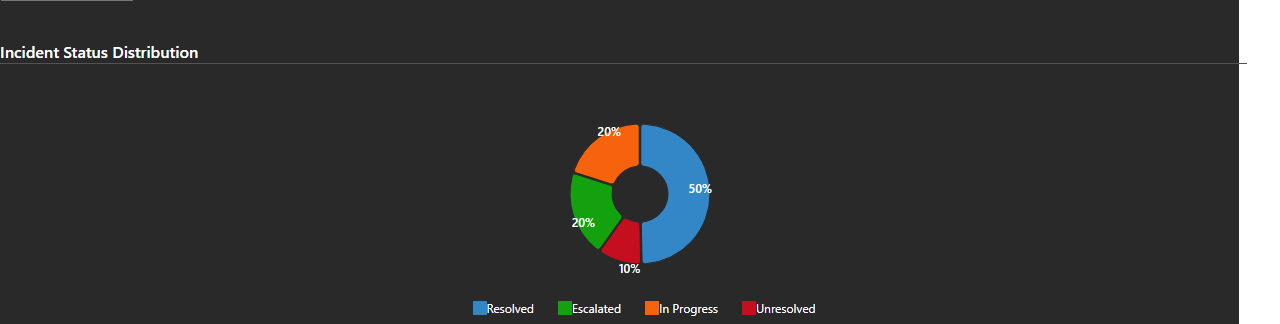 Incident Status Distribution
20%
50%
20%
10%
Resolved Escalated In Progress Unresolved